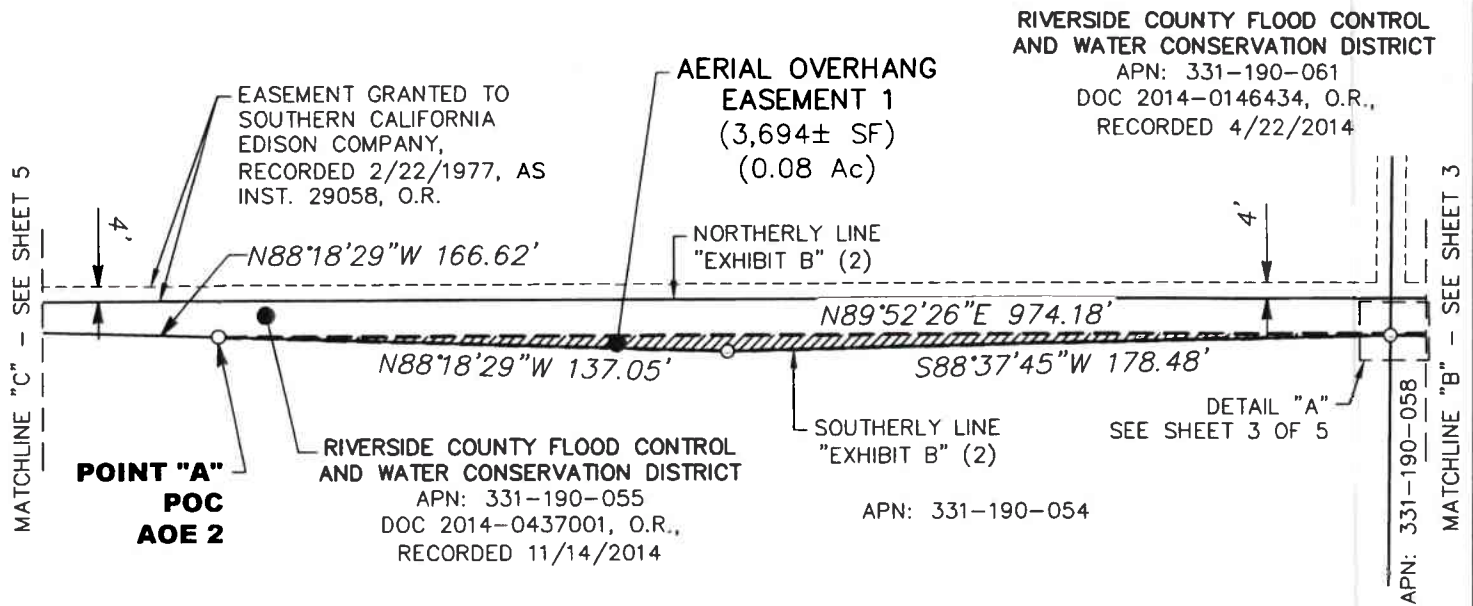 RIVERSIDE COUNTY FLOOD CONTROL
AND WATER CONSERVATION DISTRICT
APN: 331-190-061
DOC 2014-0146434, O.R.,
RECORDED 4/22/2014
AERIAL OVERHANG
EASEMENT 1
(3,694± SF)
(0.08 Ac)
EASEMENT GRANTED TO
SOUTHERN CALIFORNIA
EDISON COMPANY,
RECORDED 2/22/1977, AS
INST. 29058, O.R.
MATCHLINE "C" - SEE SHEET 5
4'
N88°18'29"W 166.62'
NORTHERLY LINE
"EXHIBIT B" (2)
4'
MATCHLINE "B" - SEE SHEET 3
N89°52'26"E 974.18'
N88°18'29"W 137.05'
S88°37'45"W 178.48'
DETAIL "A"
SEE SHEET 3 OF 5
SOUTHERLY LINE
"EXHIBIT B" (2)
POINT "A"
POC
AOE 2
RIVERSIDE COUNTY FLOOD CONTROL
AND WATER CONSERVATION DISTRICT
APN: 331-190-055
DOC 2014-0437001, O.R.,
RECORDED 11/14/2014
APN: 331-190-054
APN: 331-190-058